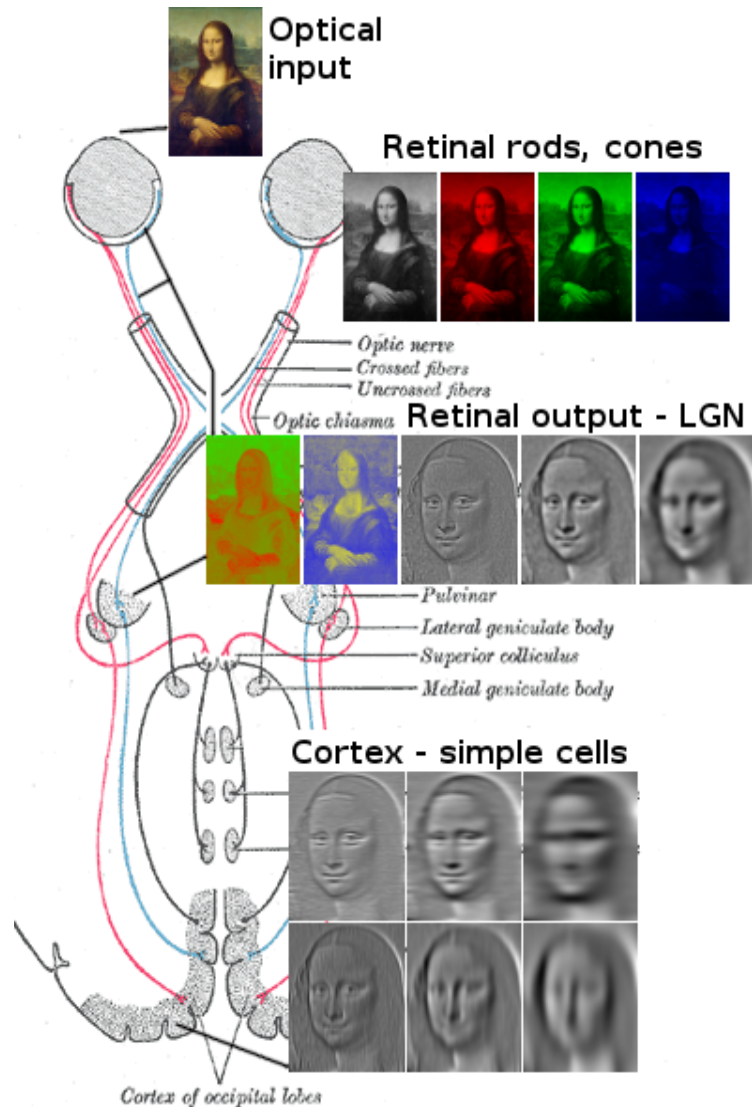 Optical
input
Retinal rods, cones
Optic nerve
Crossed fibers
Uncrossed fibers
Optic chiasma
Retinal output - LGN
Pulvinar
Lateral geniculate body
Superior colliculus
Medial geniculate body
Cortex - simple cells
Cortex of occipital lobes